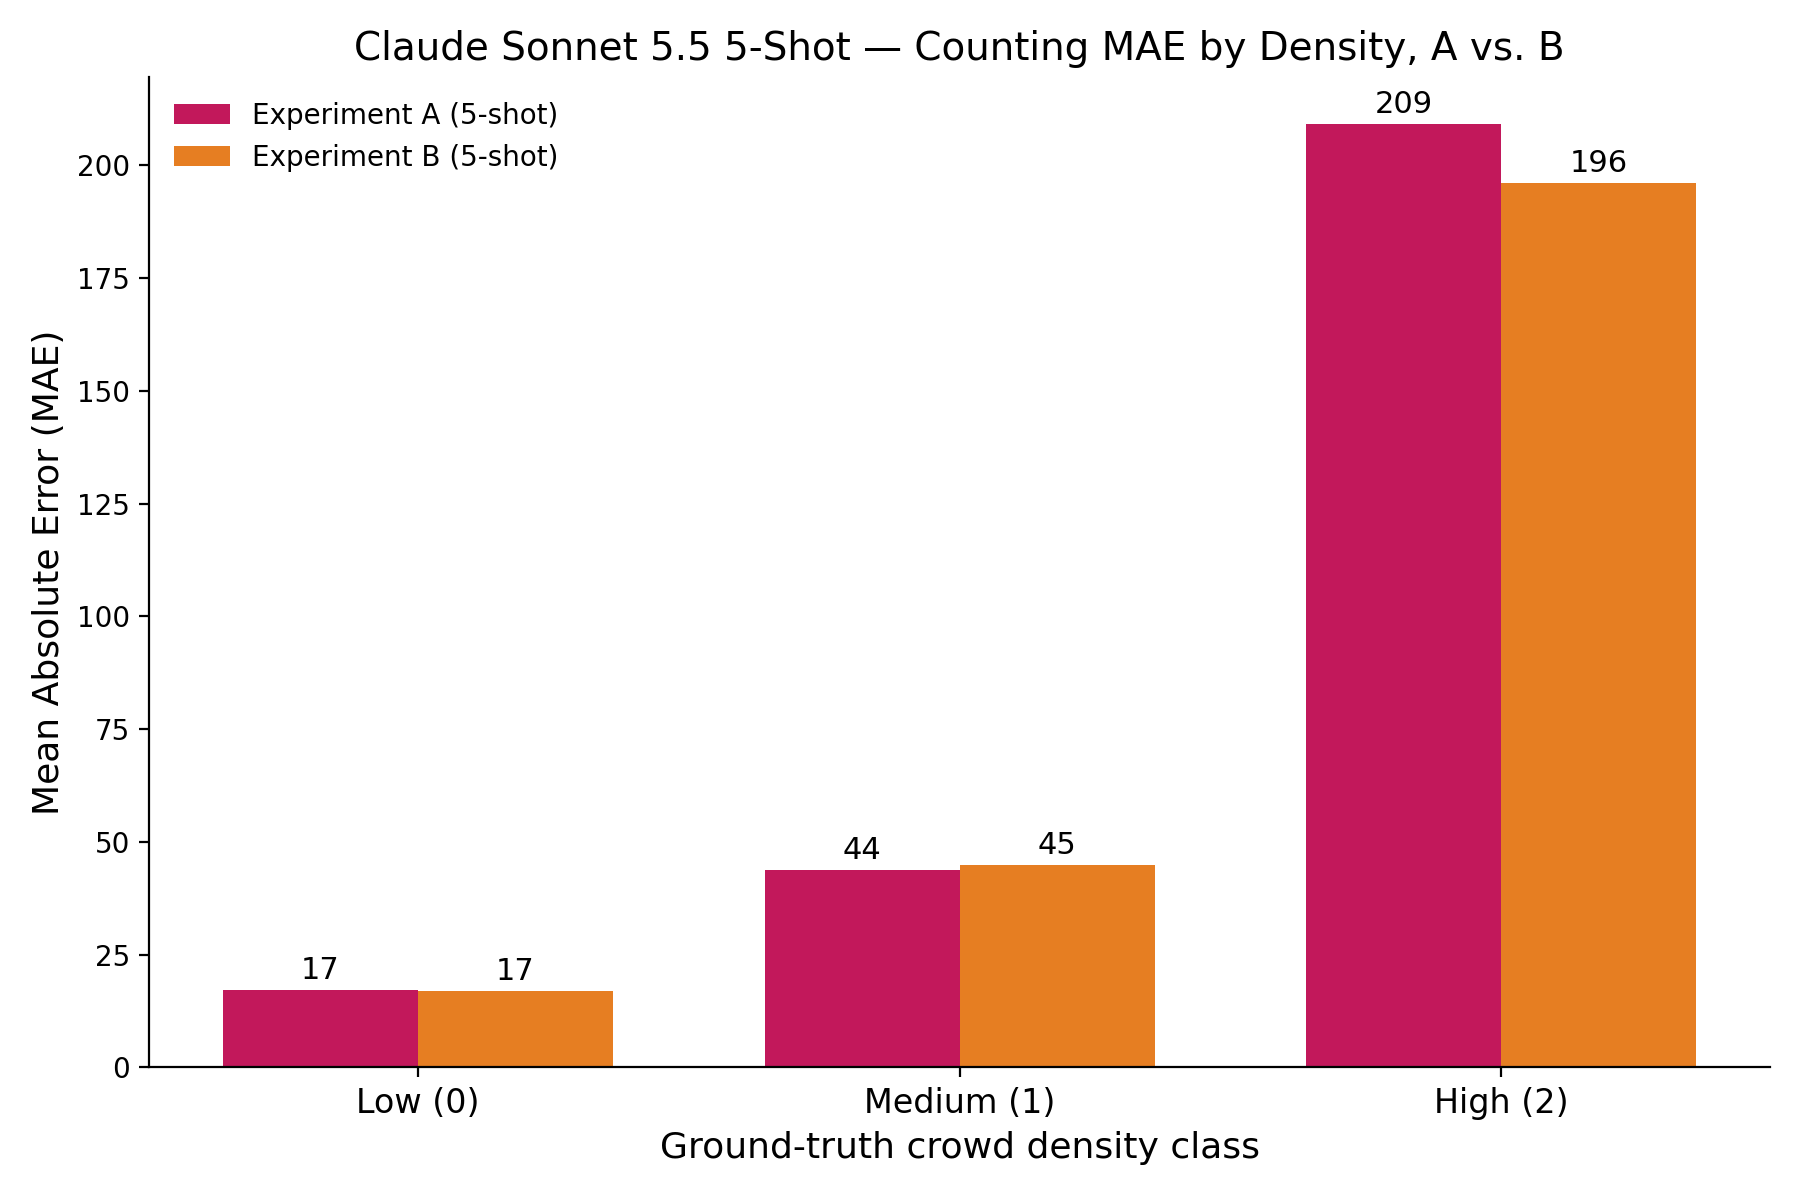 Claude Sonnet 5.5 5-Shot — Counting MAE by Density, A vs. B
Experiment A (5-shot)
Experiment B (5-shot)
Mean Absolute Error (MAE)
200
175
150
125
100
75
50
25
0
17
17
44
45
209
196
Low (0)
Medium (1)
High (2)
Ground-truth crowd density class